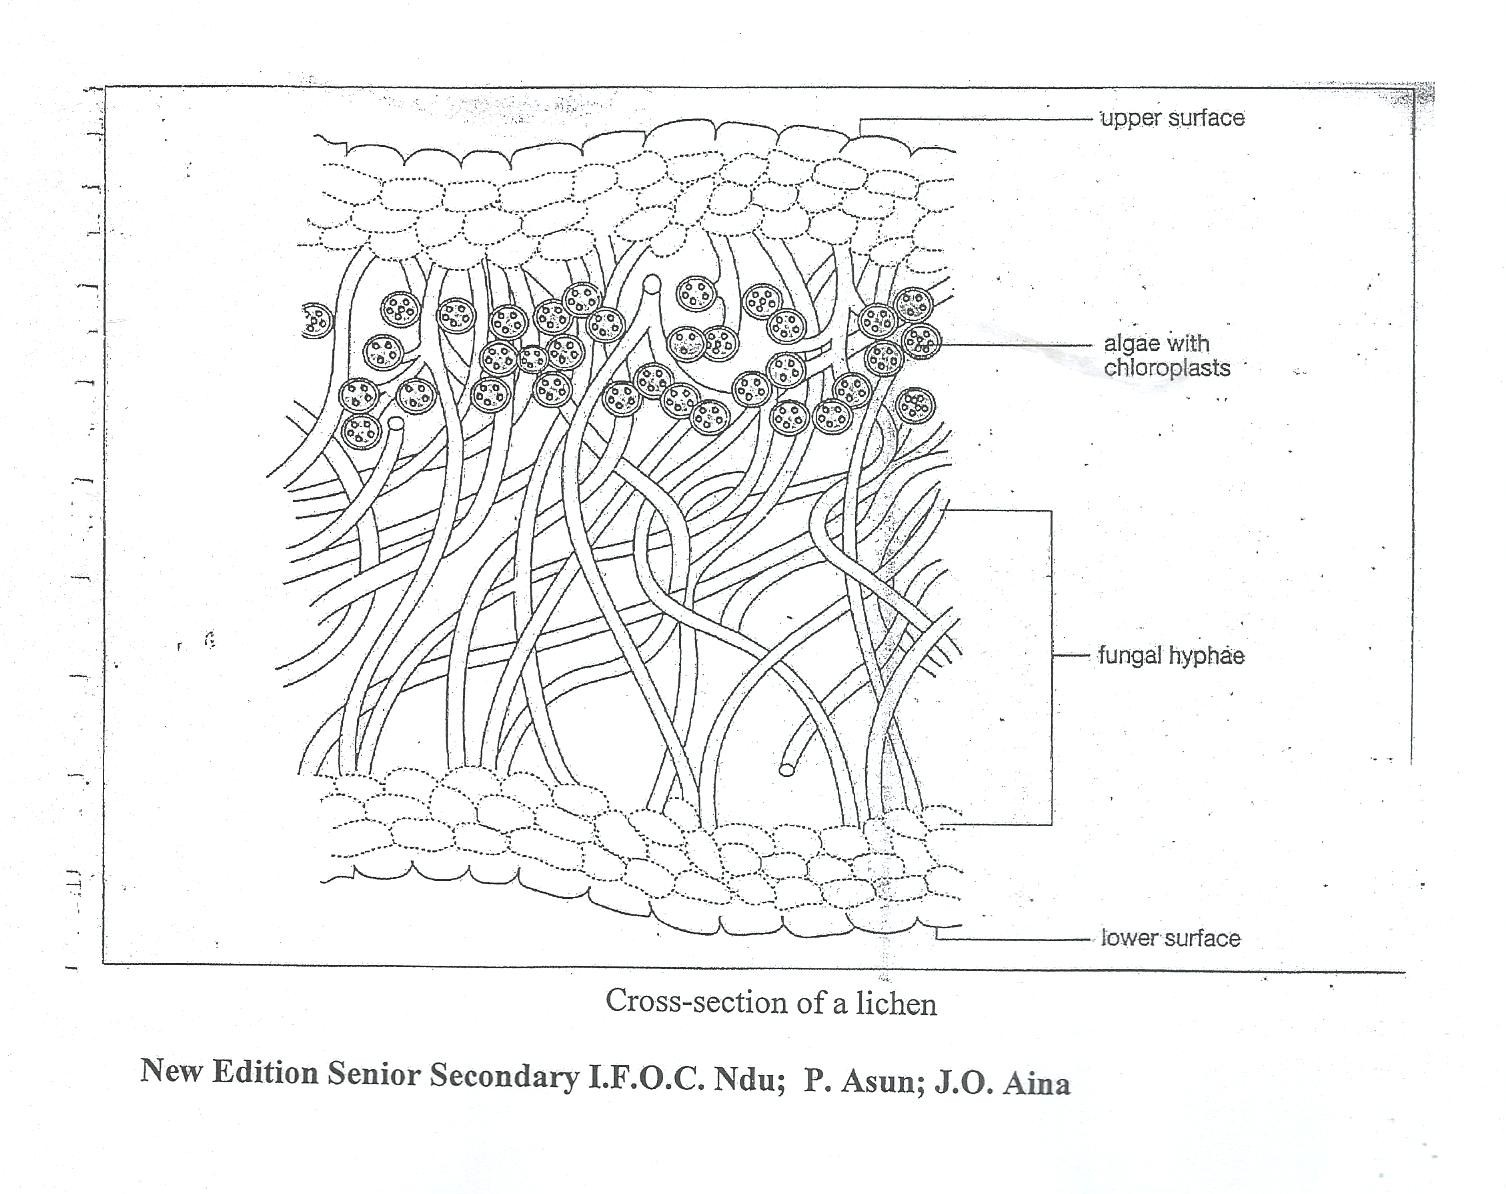 upper surface
algae with
chloroplasts
fungal hyphae
lower surface
Cross-section of a lichen
New Edition Senior Secondary I.F.O.C. Ndu; P. Asun; J.O. Aina